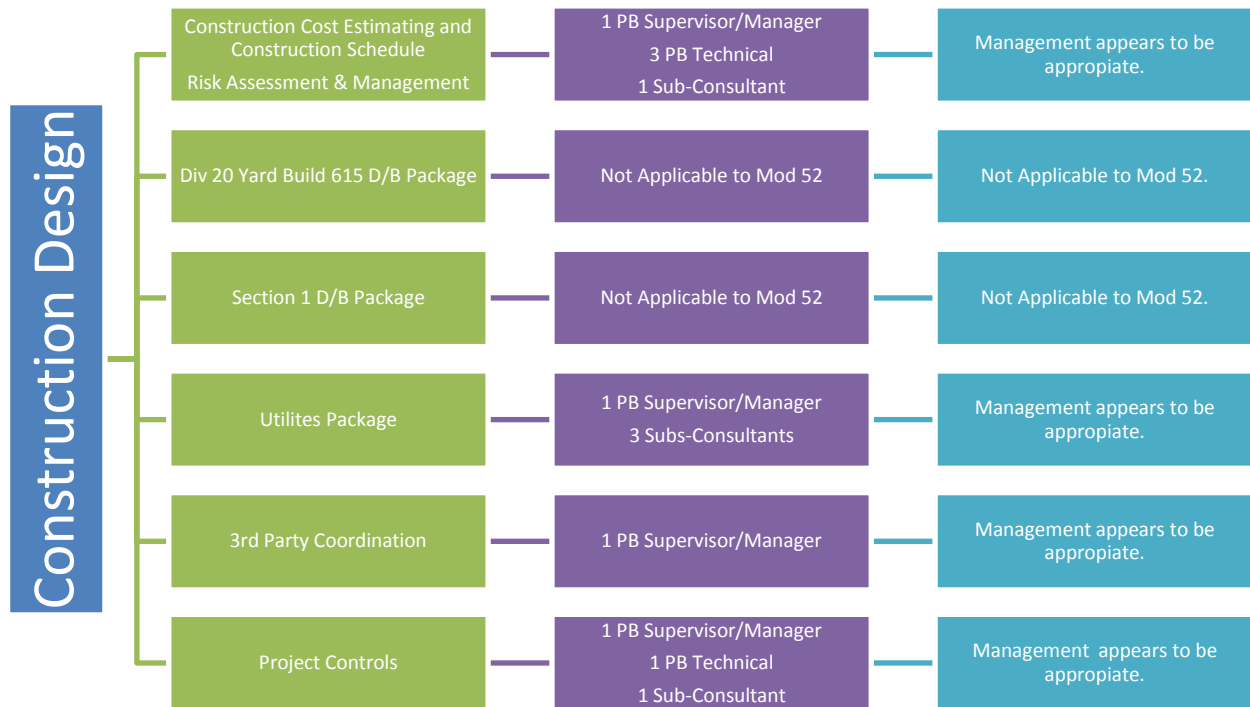 Construction Design
Construction Cost Estimating and
Construction Schedule
Risk Assessment & Management
1 PB Supervisor/Manager
3 PB Technical
1 Sub-Consultant
Management appears to be
appropiate.
Div 20 Yard Build 615 D/B Package
Not Applicable to Mod 52
Not Applicable to Mod 52.
Section 1 D/B Package
Not Applicable to Mod 52
Not Applicable to Mod 52.
Utilites Package
1 PB Supervisor/Manager
3 Subs-Consultants
Management appears to be
appropiate.
3rd Party Coordination
1 PB Supervisor/Manager
Management appears to be
appropiate.
Project Controls
1 PB Supervisor/Manager
1 PB Technical
1 Sub-Consultant
Management appears to be
appropiate.